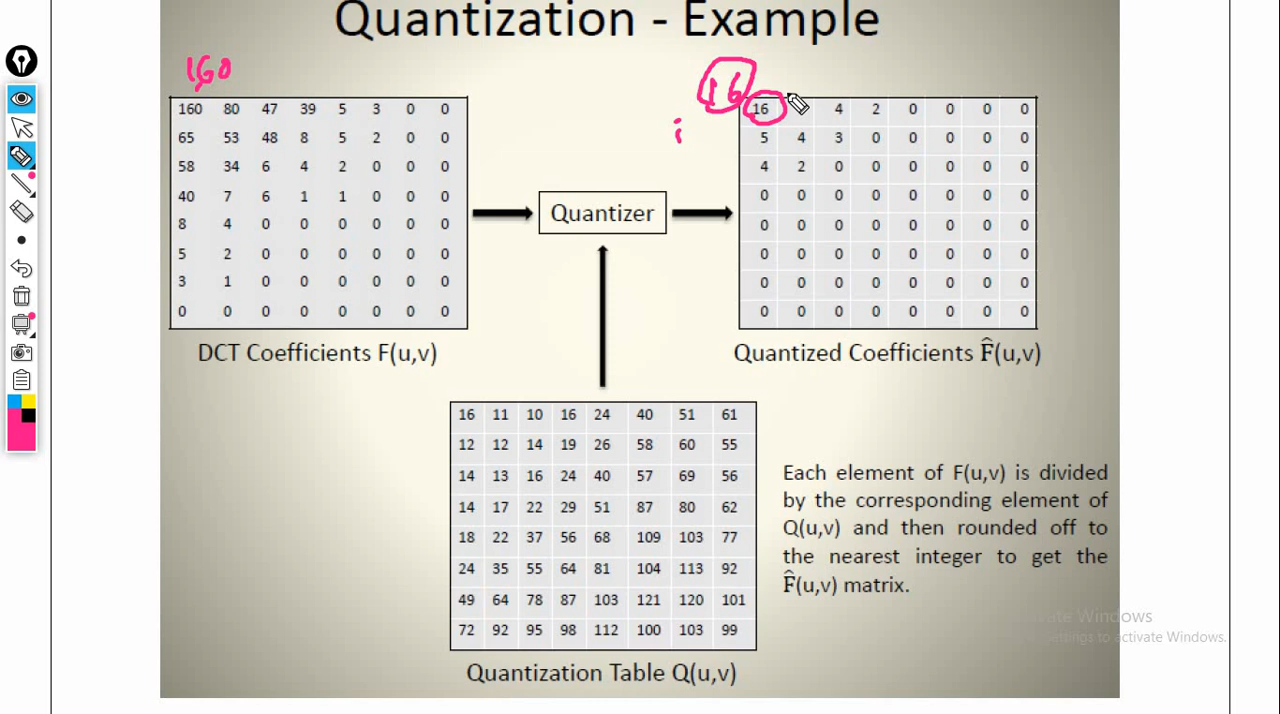 Quantization - Example
160
16
i
160 80 47 39 5 3 0 0
65 53 48 8 5 2 0 0
58 34 6 4 2 0 0 0
40 7 6 1 1 0 0 0
8 4 0 0 0 0 0 0
5 2 0 0 0 0 0 0
3 1 0 0 0 0 0 0
0 0 0 0 0 0 0 0
DCT Coefficients F(u,v)
Quantizer
16 4 2 0 0 0 0
5 4 3 0 0 0 0 0
4 2 0 0 0 0 0 0
0 0 0 0 0 0 0 0
0 0 0 0 0 0 0 0
0 0 0 0 0 0 0 0
0 0 0 0 0 0 0 0
0 0 0 0 0 0 0 0
Quantized Coefficients F̂(u,v)
16 11 10 16 24 40 51 61
12 12 14 19 26 58 60 55
14 13 16 24 40 57 69 56
14 17 22 29 51 87 80 62
18 22 37 56 68 109 103 77
24 35 55 64 81 104 113 92
49 64 78 87 103 121 120 101
72 92 95 98 112 100 103 99
Quantization Table Q(u,v)
Each element of F(u,v) is divided
by the corresponding element of
Q(u,v) and then rounded off to
the nearest integer to get the
F̂(u,v) matrix.
Windows
to activate Windows.